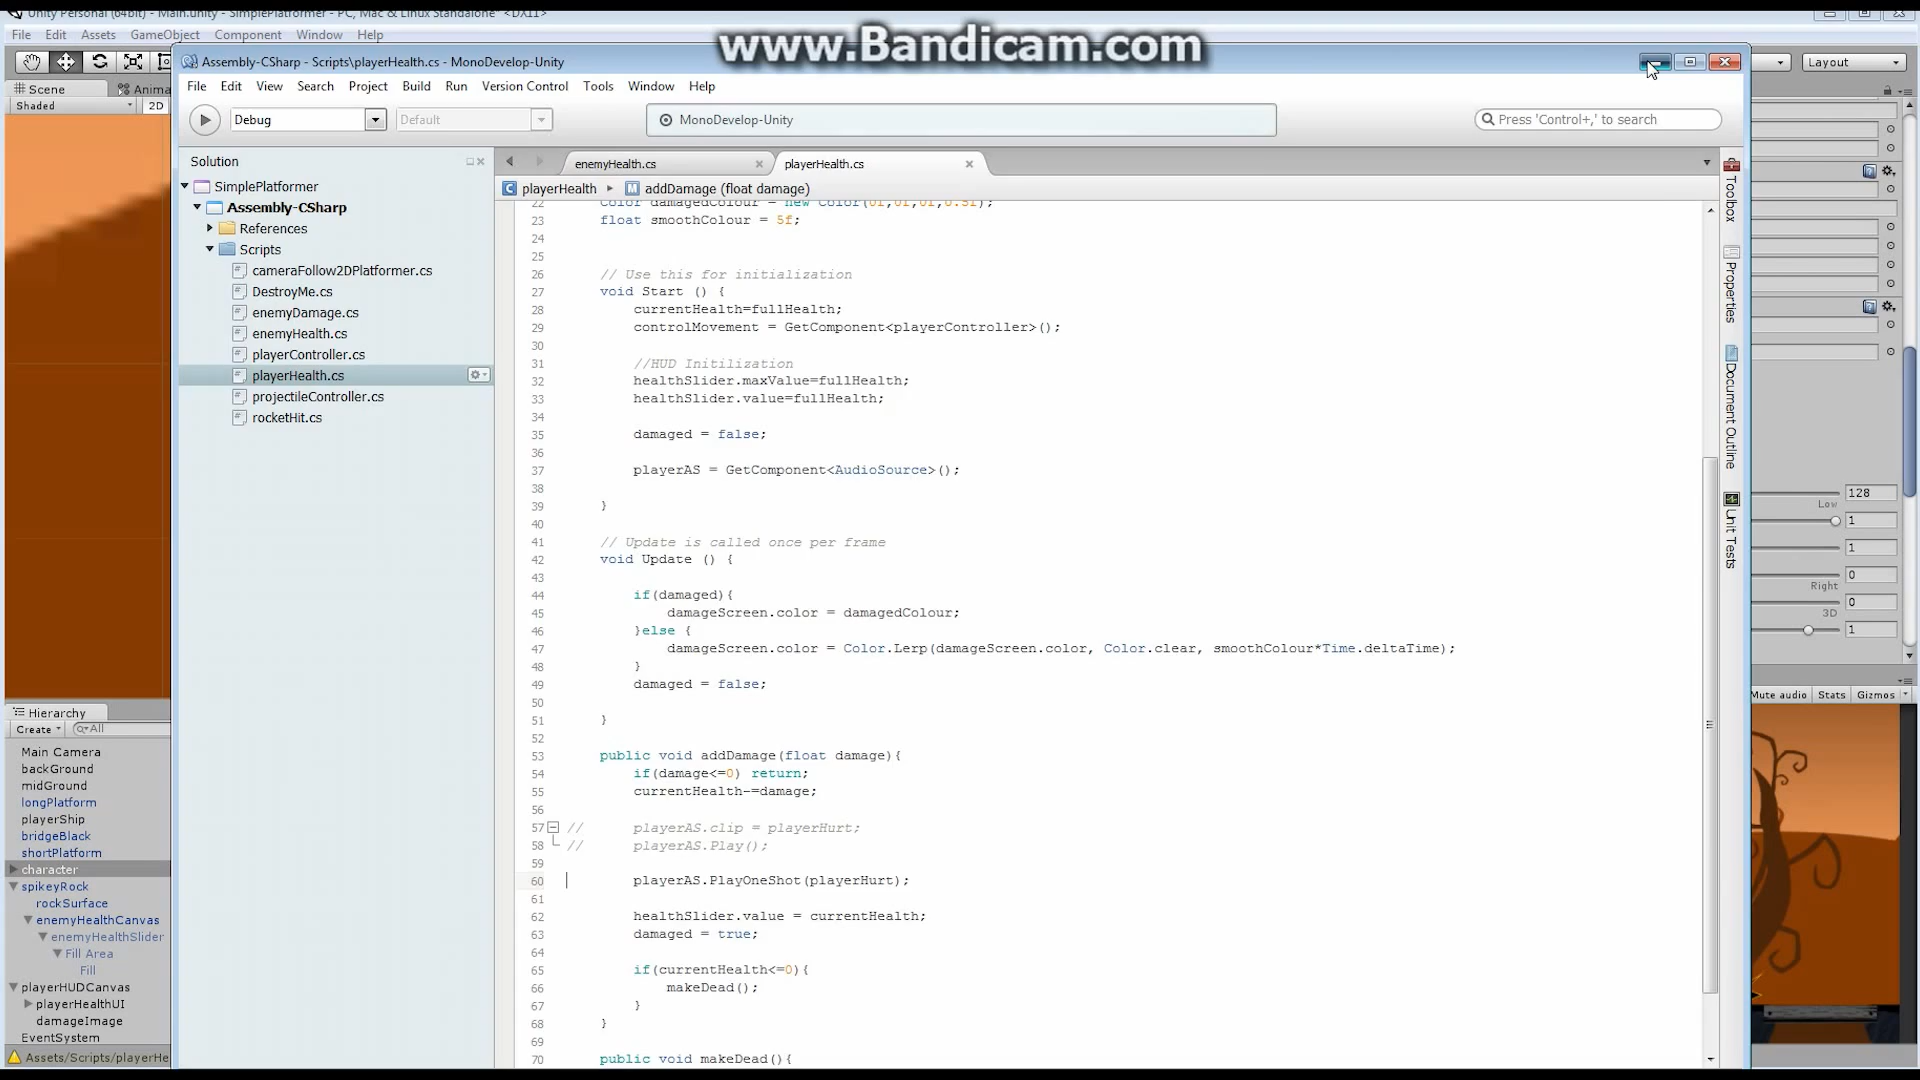 Unity Personal (64bit) - Main.unity - SimplePlatformer - PC, Mac & Linux Standalone* <DX11>
www.Bandicam.com
File Edit Assets GameObject Component Window Help
Assembly-CSharp - Scripts\playerHealth.cs - MonoDevelop-Unity
Layout
Scene Anima
Shaded 2D
File Edit View Search Project Build Run Version Control Tools Window Help
Debug Default MonoDevelop-Unity Press 'Control+,' to search
Solution
SimplePlatformer
Assembly-CSharp
References
Scripts
cameraFollow2DPlatformer.cs
DestroyMe.cs
enemyDamage.cs
enemyHealth.cs
playerController.cs
playerHealth.cs
projectileController.cs
rocketHit.cs
enemyHealth.cs playerHealth.cs
playerHealth addDamage (float damage)
22 Color damagedColour = new Color(0f,0f,0f,0.5f);
23 float smoothColour = 5f;
24
25
26 // Use this for initialization
27 void Start () {
28 currentHealth=fullHealth;
29 controlMovement = GetComponent<playerController>();
30
31 //HUD Initilization
32 healthSlider.maxValue=fullHealth;
33 healthSlider.value=fullHealth;
34
35 damaged = false;
36
37 playerAS = GetComponent<AudioSource>();
38
39 }
40
41 // Update is called once per frame
42 void Update () {
43
44 if(damaged){
45 damageScreen.color = damagedColour;
46 }else {
47 damageScreen.color = Color.Lerp(damageScreen.color, Color.clear, smoothColour*Time.deltaTime);
48 }
49 damaged = false;
50
51 }
52
53 public void addDamage(float damage){
54 if(damage<=0) return;
55 currentHealth-=damage;
56
57 // playerAS.clip = playerHurt;
58 // playerAS.Play();
59
60 playerAS.PlayOneShot(playerHurt);
61
62 healthSlider.value = currentHealth;
63 damaged = true;
64
65 if(currentHealth<=0){
66 makeDead();
67 }
68 }
69
70 public void makeDead(){
Toolbox
Properties
Document Outline
Unit Tests
128
Low
1
1
0
Right
0
3D
1
Mute audio Stats Gizmos
Hierarchy
Create All
Main Camera
backGround
midGround
longPlatform
playerShip
bridgeBlack
shortPlatform
character
spikeyRock
rockSurface
enemyHealthCanvas
enemyHealthSlider
Fill Area
Fill
playerHUDCanvas
playerHealthUI
damageImage
EventSystem
Assets/Scripts/playerHe